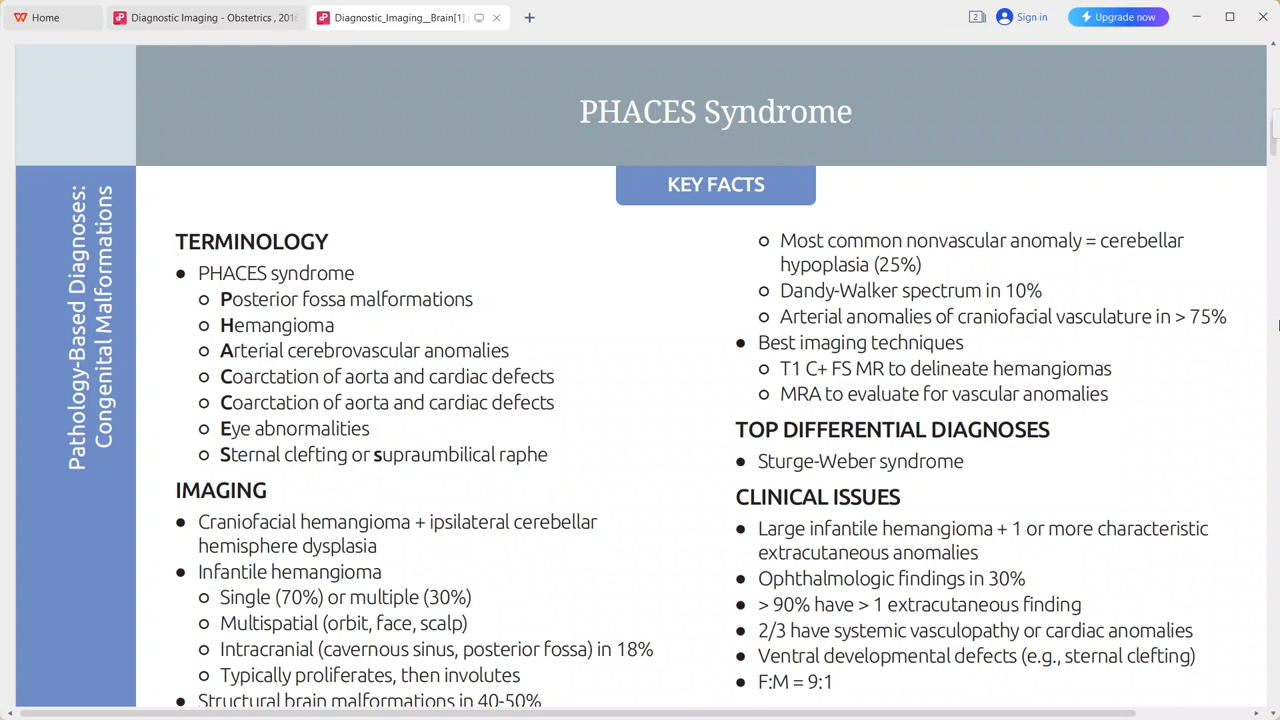 Home
Diagnostic Imaging - Obstetrics , 201
Diagnostic_Imaging__Brain[1].
2
Sign in
Upgrade now
PHACES Syndrome
KEY FACTS
Pathology-Based Diagnoses:
Congenital Malformations
TERMINOLOGY
● PHACES syndrome
○ Posterior fossa malformations
○ Hemangioma
○ Arterial cerebrovascular anomalies
○ Coarctation of aorta and cardiac defects
○ Coarctation of aorta and cardiac defects
○ Eye abnormalities
○ Sternal clefting or supraumbilical raphe
IMAGING
● Craniofacial hemangioma + ipsilateral cerebellar
hemisphere dysplasia
● Infantile hemangioma
○ Single (70%) or multiple (30%)
○ Multispatial (orbit, face, scalp)
○ Intracranial (cavernous sinus, posterior fossa) in 18%
○ Typically proliferates, then involutes
● Structural brain malformations in 40-50%
○ Most common nonvascular anomaly = cerebellar
hypoplasia (25%)
○ Dandy-Walker spectrum in 10%
○ Arterial anomalies of craniofacial vasculature in > 75%
● Best imaging techniques
○ T1 C+ FS MR to delineate hemangiomas
○ MRA to evaluate for vascular anomalies
TOP DIFFERENTIAL DIAGNOSES
● Sturge-Weber syndrome
CLINICAL ISSUES
● Large infantile hemangioma + 1 or more characteristic
extracutaneous anomalies
● Ophthalmologic findings in 30%
● > 90% have > 1 extracutaneous finding
● 2/3 have systemic vasculopathy or cardiac anomalies
● Ventral developmental defects (e.g., sternal clefting)
● F:M = 9:1